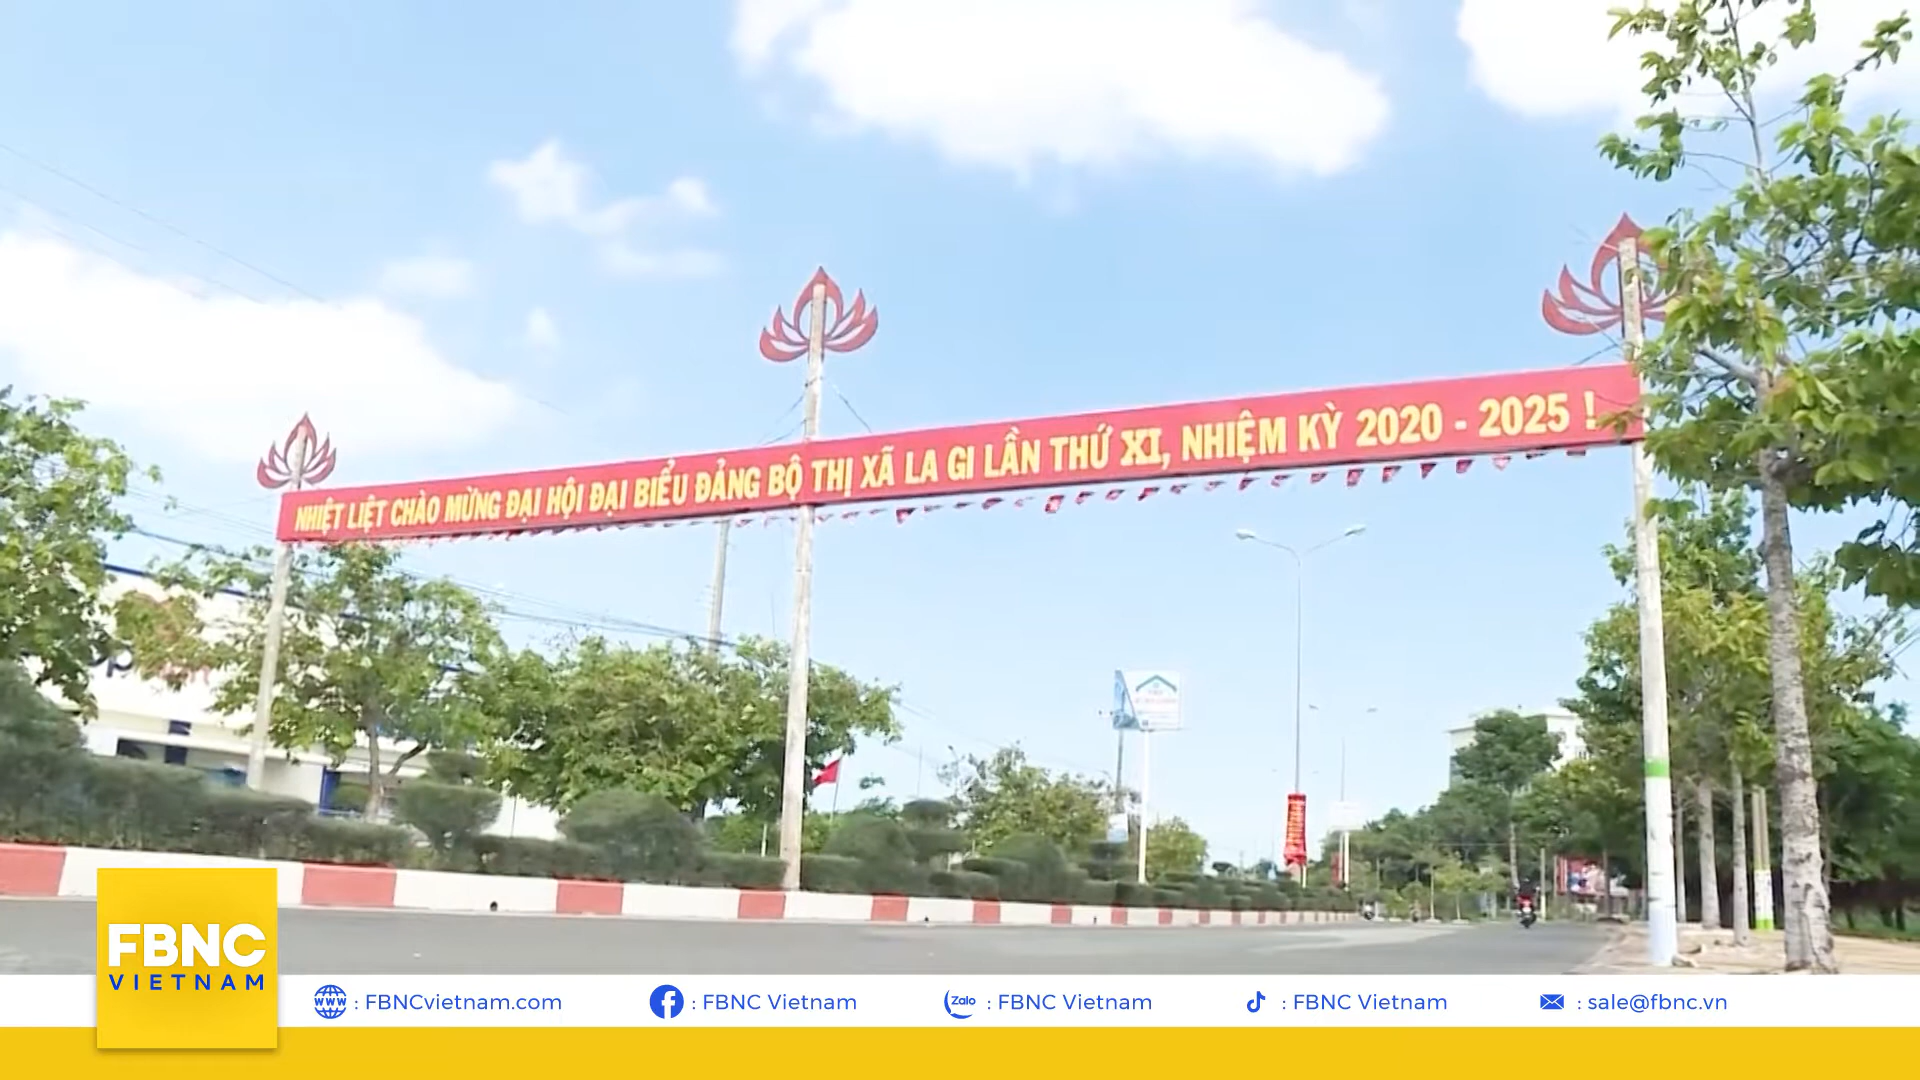 NHIỆT LIỆT CHÀO MỪNG ĐẠI HỘI ĐẠI BIỂU ĐẢNG BỘ THỊ XÃ LA GI LẦN THỨ XI, NHIỆM KỲ 2020 - 2025 !
FBNC
VIETNAM
www : FBNCvietnam.com
: FBNC Vietnam
Zalo : FBNC Vietnam
: FBNC Vietnam
: sale@fbnc.vn